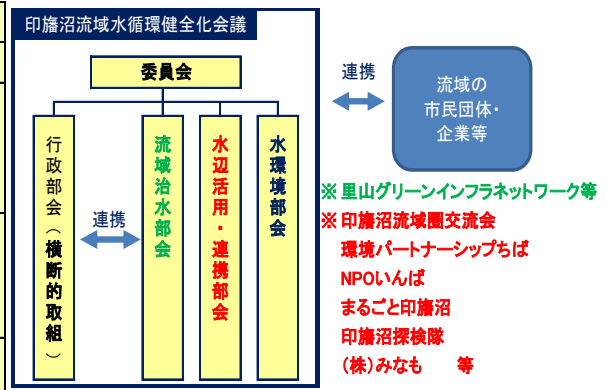 印旛沼流域水循環健全化会議
委員会
行政部会(横断的取組)
連携
流域治水部会
水辺活用・連携部会
水環境部会
連携
流域の
市民団体・
企業等
※里山グリーンインフラネットワーク等
※印旛沼流域圏交流会
環境パートナーシップちば
NPOいんば
まるごと印旛沼
印旛沼探検隊
(株)みなも 等